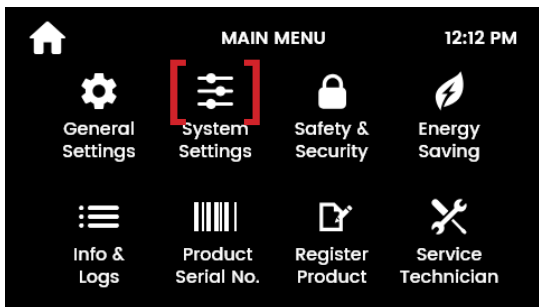 MAIN MENU 12:12 PM
General System Safety & Energy
Settings Settings Security Saving
Info & Product Register Service
Logs Serial No. Product Technician